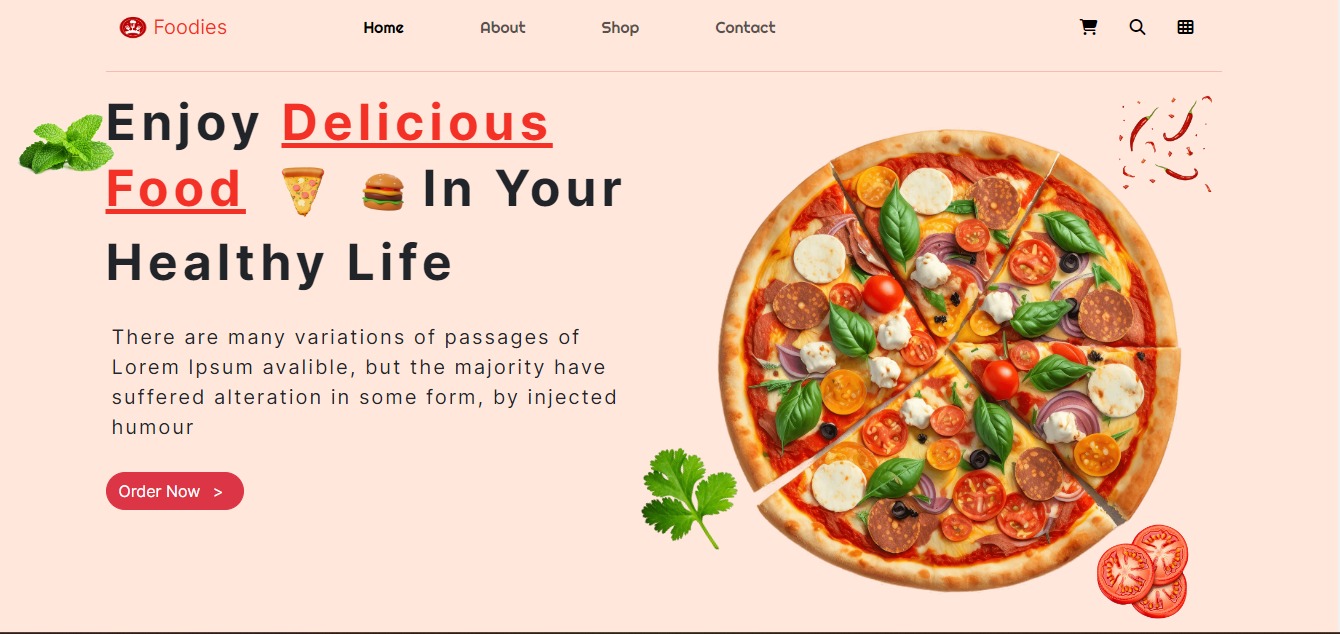 Foodies
Home
About
Shop
Contact
Enjoy Delicious
Food In Your
Healthy Life
There are many variations of passages of
Lorem Ipsum avalible, but the majority have
suffered alteration in some form, by injected
humour
Order Now >